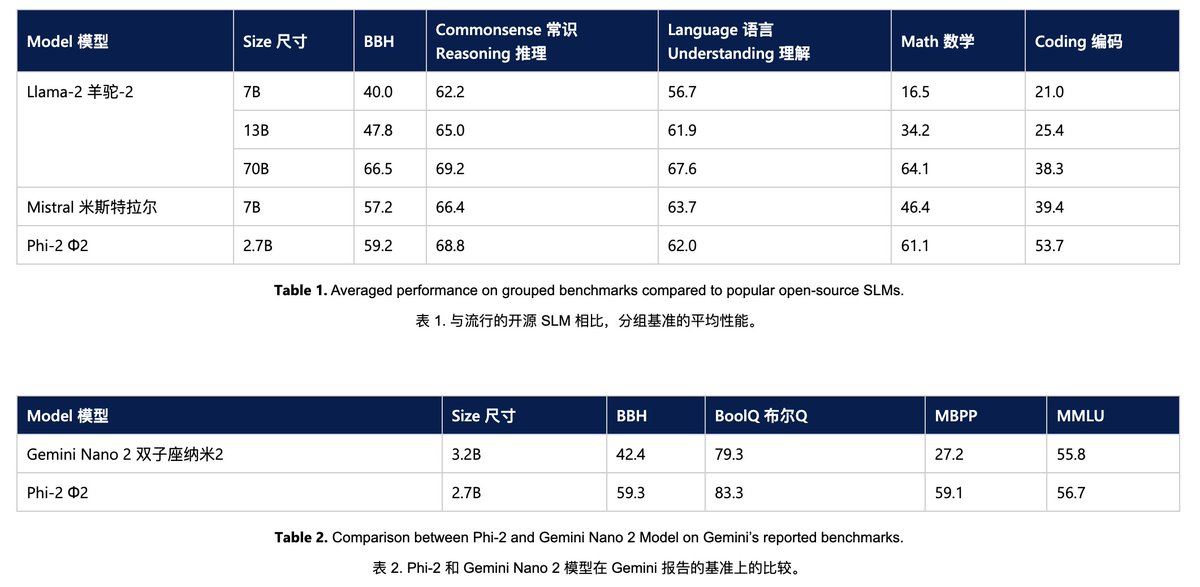 Model 模型 Size 尺寸 BBH Commonsense 常识 Reasoning 推理 Language 语言 Understanding 理解 Math 数学 Coding 编码
Llama-2 羊驼-2 7B 40.0 62.2 56.7 16.5 21.0
13B 47.8 65.0 61.9 34.2 25.4
70B 66.5 69.2 67.6 64.1 38.3
Mistral 米斯特拉尔 7B 57.2 66.4 63.7 46.4 39.4
Phi-2 Φ2 2.7B 59.2 68.8 62.0 61.1 53.7
Table 1. Averaged performance on grouped benchmarks compared to popular open-source SLMs.
表 1. 与流行的开源 SLM 相比，分组基准的平均性能。
Model 模型 Size 尺寸 BBH BoolQ 布尔Q MBPP MMLU
Gemini Nano 2 双子座纳米2 3.2B 42.4 79.3 27.2 55.8
Phi-2 Φ2 2.7B 59.3 83.3 59.1 56.7
Table 2. Comparison between Phi-2 and Gemini Nano 2 Model on Gemini’s reported benchmarks.
表 2. Phi-2 和 Gemini Nano 2 模型在 Gemini 报告的基准上的比较。